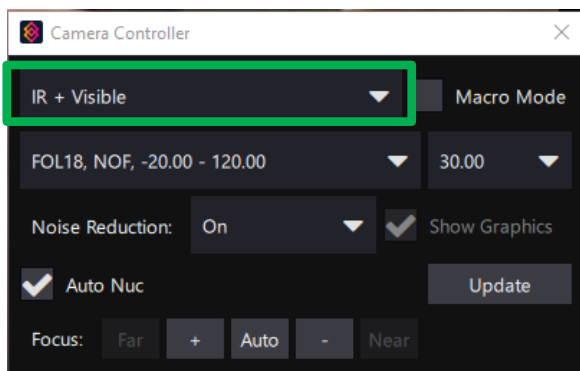 Camera Controller
IR + Visible
Macro Mode
FOL18, NOF, -20.00 - 120.00
30.00
Noise Reduction: On
Show Graphics
Auto Nuc
Update
Focus: Far + Auto - Near